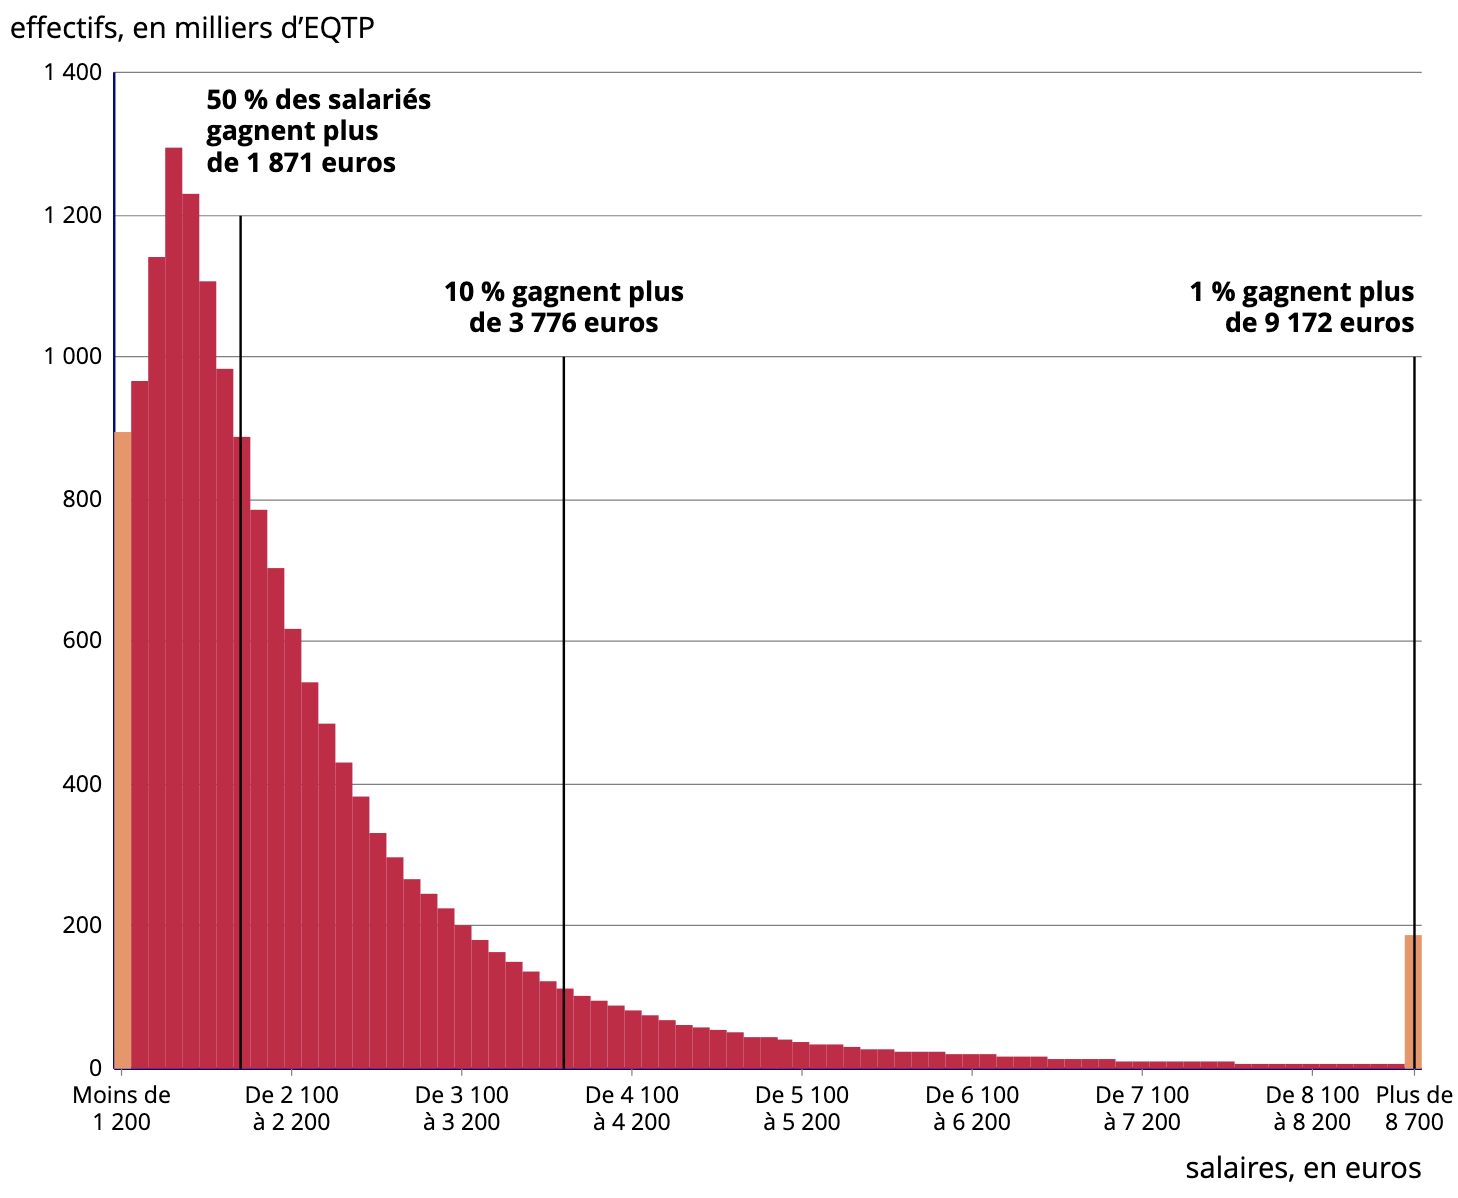 effectifs, en milliers d’EQTP
1 400
50 % des salariés
gagnent plus
de 1 871 euros
1 200
10 % gagnent plus
de 3 776 euros
1 % gagnent plus
de 9 172 euros
1 000
800
600
400
200
0
Moins de
1 200
De 2 100
à 2 200
De 3 100
à 3 200
De 4 100
à 4 200
De 5 100
à 5 200
De 6 100
à 6 200
De 7 100
à 7 200
De 8 100
à 8 200
Plus de
8 700
salaires, en euros